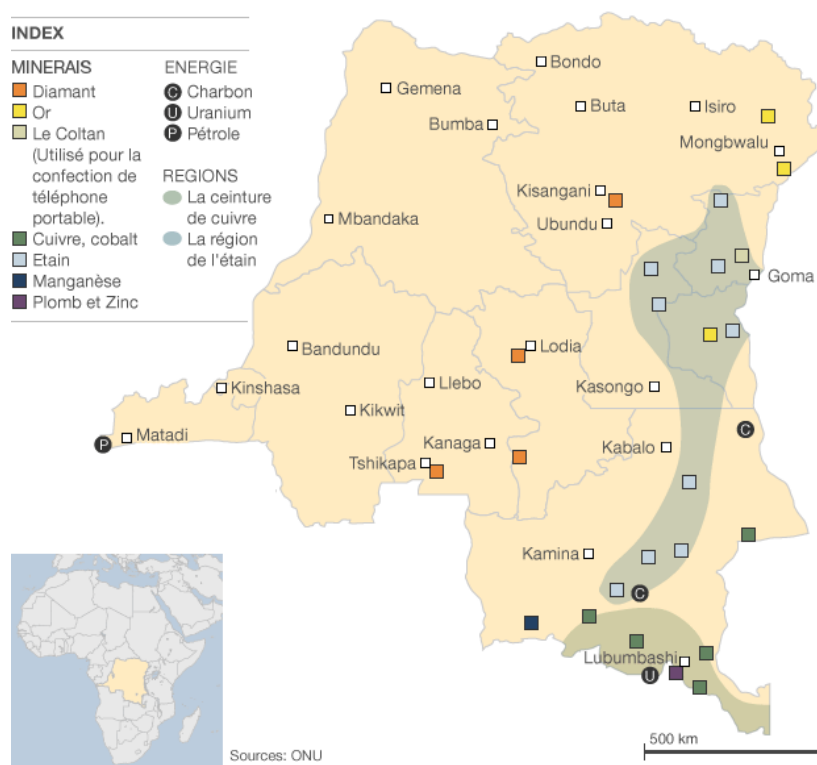 INDEX
MINERAIS
Diamant
Or
Le Coltan
(Utilisé pour la
confection de
téléphone
portable).
Cuivre, cobalt
Etain
Manganèse
Plomb et Zinc
ENERGIE
C Charbon
U Uranium
P Pétrole
REGIONS
La ceinture
de cuivre
La région
de l'étain
Bondo
Gemena
Buta
Isiro
Bumba
Mongbwalu
Kisangani
Mbandaka
Ubundu
Goma
Bandundu
Lodia
Kinshasa
Llebo
Kasongo
Kikwit
P
Matadi
C
Kanaga
Kabalo
Tshikapa
Kamina
C
Lubumbashi
U
500 km
Sources: ONU